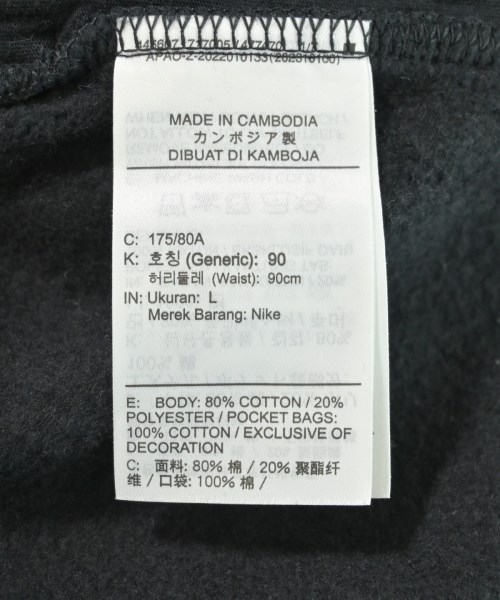 MADE IN CAMBODIA
カンボジア製
DIBUAT DI KAMBOJA
C: 175/80A
K: 호칭 (Generic): 90
허리둘레 (Waist): 90cm
IN: Ukuran: L
Merek Barang: Nike
E: BODY: 80% COTTON / 20%
POLYESTER / POCKET BAGS:
100% COTTON / EXCLUSIVE OF
DECORATION
C: 面料: 80% 棉 / 20% 聚酯纤
维 / 口袋: 100% 棉 /